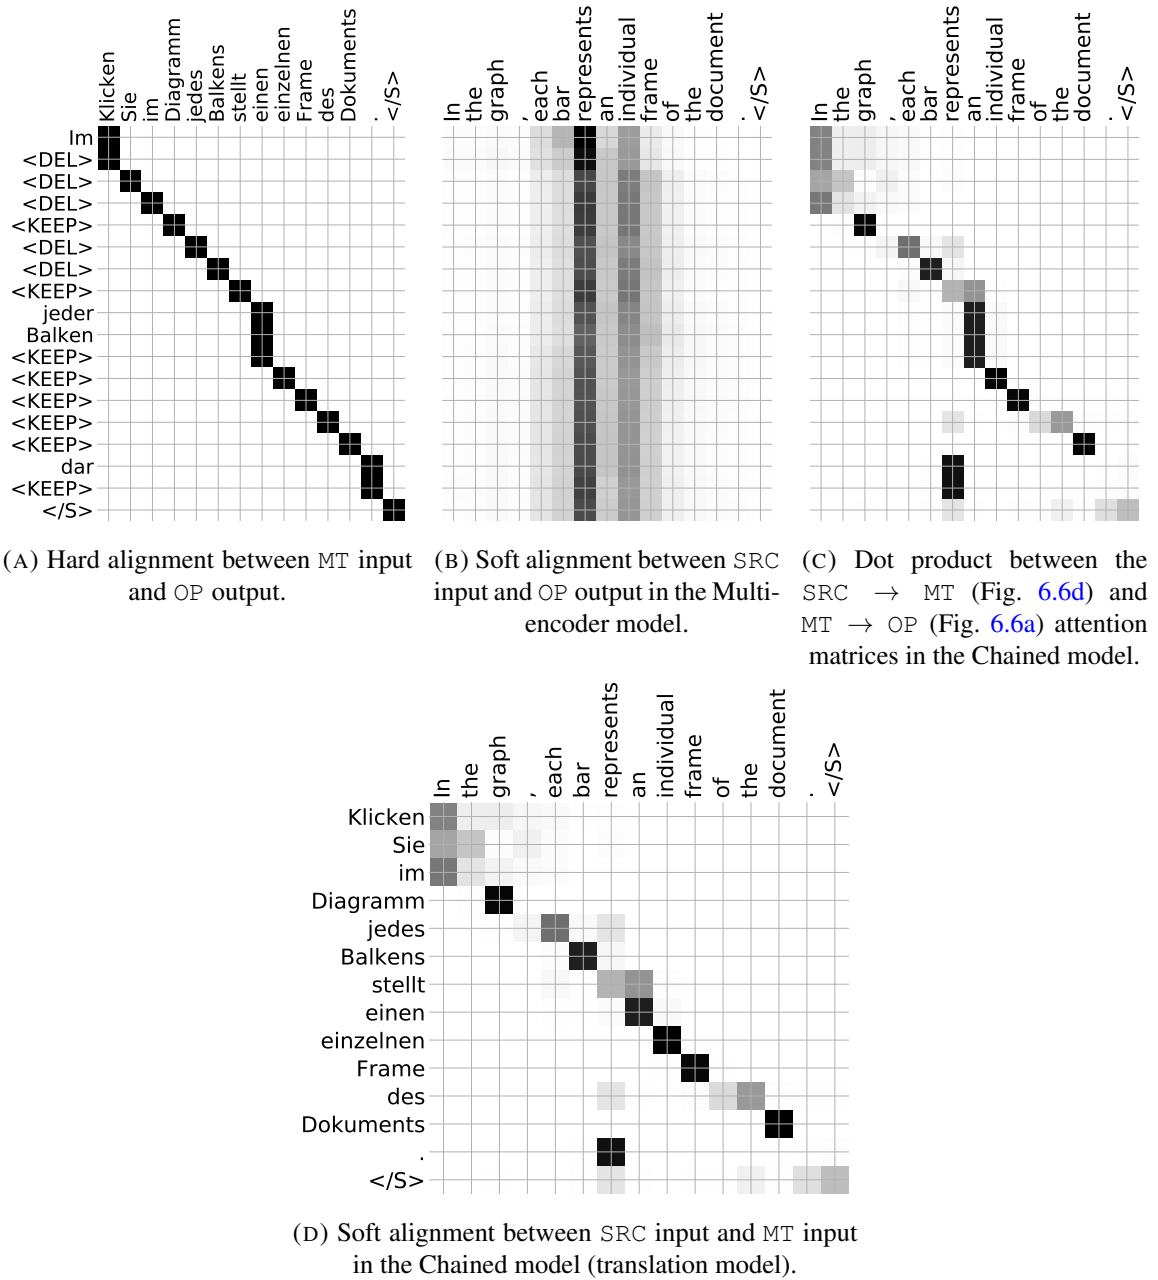 Klicken Sie im Diagramm jedes Balkens stellt einen einzelnen Frame des Dokuments . </S>
Im
<DEL>
<DEL>
<DEL>
<KEEP>
<DEL>
<DEL>
<KEEP>
jeder
Balken
<KEEP>
<KEEP>
<KEEP>
<KEEP>
<KEEP>
dar
<KEEP>
</S>
(A) Hard alignment between MT input
and OP output.
In the graph , each bar represents an individual frame of the document . </S>
(B) Soft alignment between SRC
input and OP output in the Multi-
encoder model.
In the graph , each bar represents an individual frame of the document . </S>
(C) Dot product between the
SRC → MT (Fig. 6.6d) and
MT → OP (Fig. 6.6a) attention
matrices in the Chained model.
In the graph , each bar represents an individual frame of the document . </S>
Klicken
Sie
im
Diagramm
jedes
Balkens
stellt
einen
einzelnen
Frame
des
Dokuments
.
</S>
(D) Soft alignment between SRC input and MT input
in the Chained model (translation model).